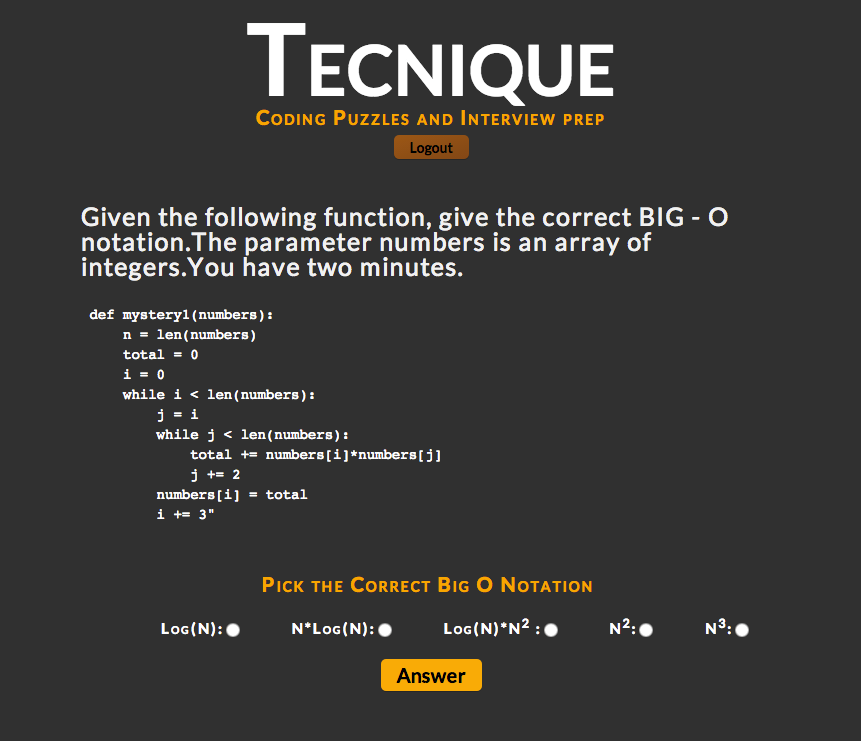 TECNIQUE
CODING PUZZLES AND INTERVIEW PREP
Logout
Given the following function, give the correct BIG - O
notation.The parameter numbers is an array of
integers.You have two minutes.
def mystery1(numbers):
    n = len(numbers)
    total = 0
    i = 0
    while i < len(numbers):
        j = i
        while j < len(numbers):
            total += numbers[i]*numbers[j]
            j += 2
        numbers[i] = total
        i += 3"
PICK THE CORRECT BIG O NOTATION
LOG(N): N*LOG(N): LOG(N)*N² : N²: N³:
Answer